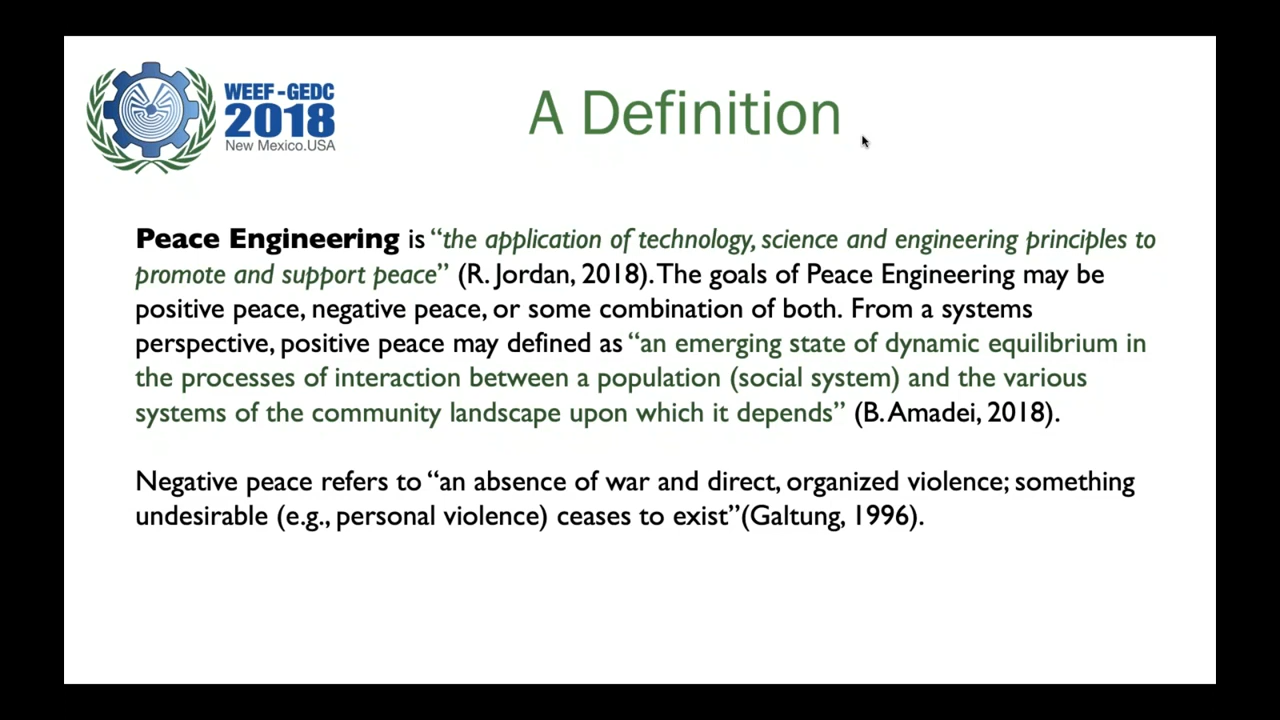 WEEF-GEDC
2018
New Mexico.USA
A Definition
Peace Engineering is “the application of technology, science and engineering principles to
promote and support peace” (R. Jordan, 2018). The goals of Peace Engineering may be
positive peace, negative peace, or some combination of both. From a systems
perspective, positive peace may defined as “an emerging state of dynamic equilibrium in
the processes of interaction between a population (social system) and the various
systems of the community landscape upon which it depends” (B. Amadei, 2018).
Negative peace refers to “an absence of war and direct, organized violence; something
undesirable (e.g., personal violence) ceases to exist”(Galtung, 1996).